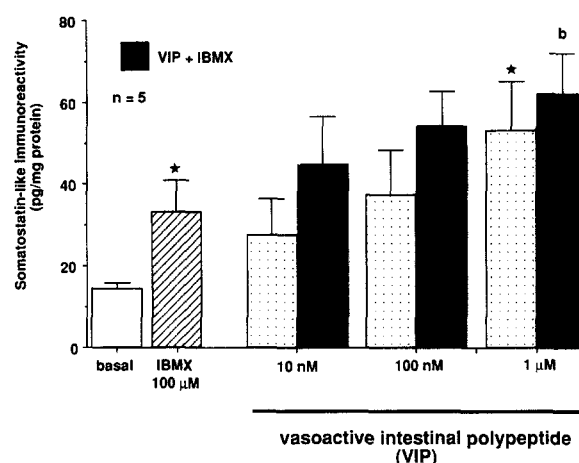 Somatostatin-like Immunoreactivity
(pg/mg protein)
80
60
40
20
0
VIP + IBMX
n = 5
★
★
b
basal
IBMX
100 µM
10 nM
100 nM
1 µM
vasoactive intestinal polypeptide
(VIP)